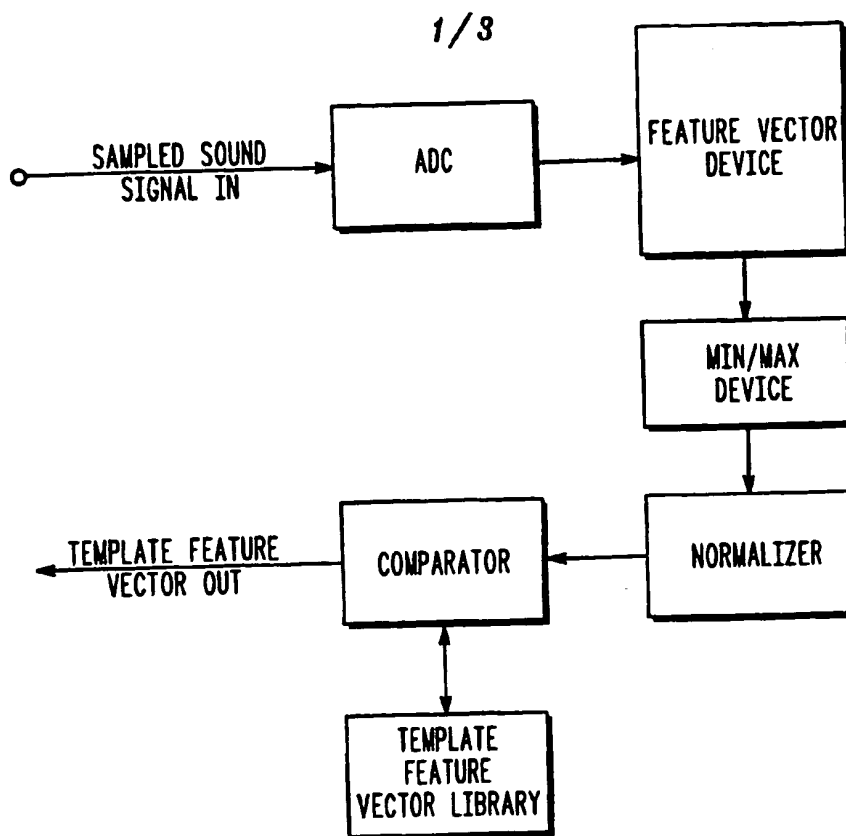 1/3
SAMPLED SOUND
SIGNAL IN
ADC
FEATURE VECTOR
DEVICE
MIN/MAX
DEVICE
NORMALIZER
COMPARATOR
TEMPLATE FEATURE
VECTOR OUT
TEMPLATE
FEATURE
VECTOR LIBRARY